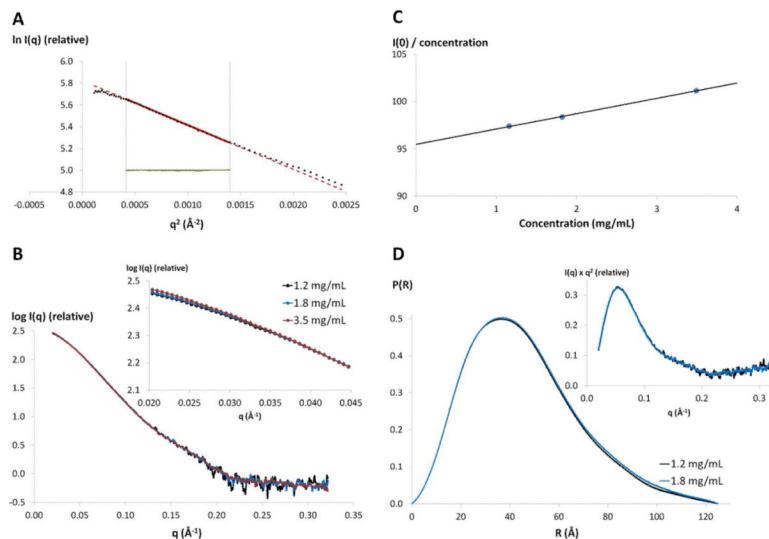 A
ln I(q) (relative)
6.0
5.8
5.6
5.4
5.2
5.0
4.8
-0.0005 0.0000 0.0005 0.0010 0.0015 0.0020 0.0025
q² (Å⁻²)
C
I(0) / concentration
105
100
95
90
0 1 2 3 4
Concentration (mg/mL)
B
log I(q) (relative)
2.5
2.0
1.5
1.0
0.5
0.0
-0.5
0.00 0.05 0.10 0.15 0.20 0.25 0.30 0.35
q (Å⁻¹)
log I(q) (relative)
2.5
2.4
2.3
2.2
2.1
0.020 0.025 0.030 0.035 0.040 0.045
q (Å⁻¹)
1.2 mg/mL
1.8 mg/mL
3.5 mg/mL
D
P(R)
0.5
0.4
0.3
0.2
0.1
0.0
0 20 40 60 80 100 120
R (Å)
1.2 mg/mL
1.8 mg/mL
I(q) x q² (relative)
0.3
0.2
0.1
0.0
0.0 0.1 0.2 0.3
q (Å⁻¹)